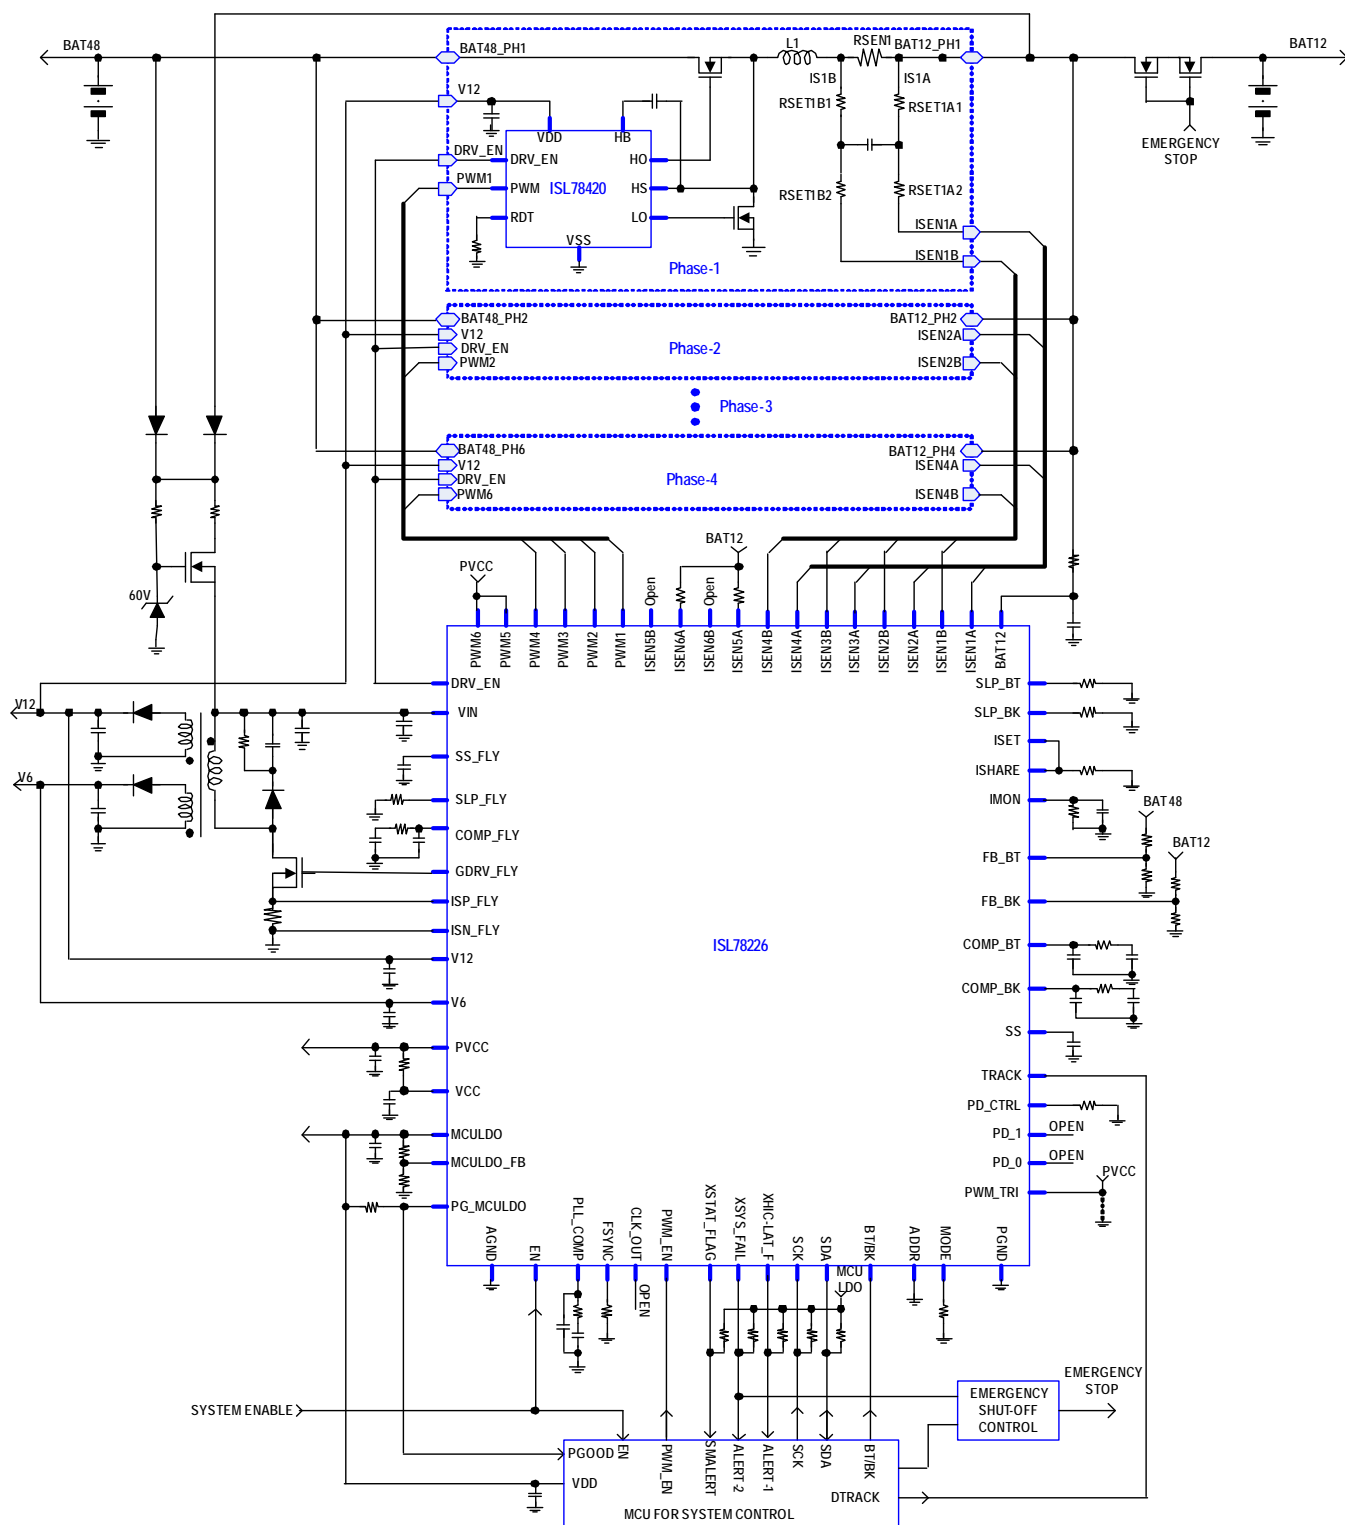 BAT48
BAT48_PH1
L1
RSEN1
BAT12_PH1
BAT12
IS1B
IS1A
V12
RSET1B1
RSET1A1
VDD
HB
DRV_EN
DRV_EN
HO
EMERGENCY
STOP
PWM1
PWM
ISL78420
HS
RSET1B2
RSET1A2
RDT
LO
VSS
ISEN1A
ISEN1B
Phase-1
BAT48_PH2
BAT12_PH2
V12
ISEN2A
DRV_EN
Phase-2
PWM2
ISEN2B
Phase-3
BAT48_PH6
BAT12_PH4
V12
ISEN4A
DRV_EN
Phase-4
PWM6
ISEN4B
BAT12
PVCC
60V
Open
Open
PWM6
PWM5
PWM4
PWM3
PWM2
PWM1
ISEN5B
ISEN6A
ISEN6B
ISEN5A
ISEN4B
ISEN4A
ISEN3B
ISEN3A
ISEN2B
ISEN2A
ISEN1B
ISEN1A
BAT12
DRV_EN
SLP_BT
V12
VIN
SLP_BK
ISET
SS_FLY
ISHARE
V6
SLP_FLY
IMON
BAT48
COMP_FLY
BAT12
FB_BT
GDRV_FLY
ISP_FLY
FB_BK
ISN_FLY
ISL78226
COMP_BT
V12
COMP_BK
V6
SS
PVCC
TRACK
VCC
PD_CTRL
MCULDO
PD_1
OPEN
MCULDO_FB
PD_0
OPEN
PVCC
PWM_TRI
PG_MCULDO
AGND
EN
PLL_COMP
FSYNC
CLK_OUT
PWM_EN
XSTAT_FLAG
XSYS_FAIL
XHIC-LAT_F
SCK
SDA
BT/BK
ADDR
MODE
PGND
OPEN
MCU
LDO
EMERGENCY
STOP
EMERGENCY
SHUT-OFF
CONTROL
SYSTEM ENABLE
PGOOD
EN
PWM_EN
SMALERT
ALERT-2
ALERT-1
SCK
SDA
BT/BK
VDD
DTRACK
MCU FOR SYSTEM CONTROL